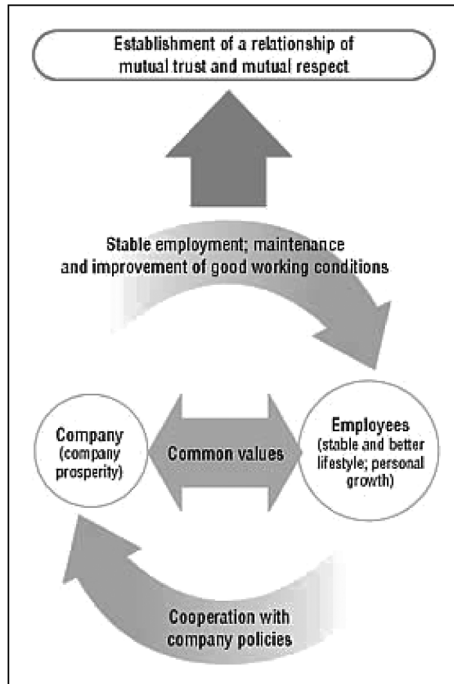 Establishment of a relationship of
mutual trust and mutual respect
Stable employment; maintenance
and improvement of good working conditions
Company
(company
prosperity)
Common values
Employees
(stable and better
lifestyle; personal
growth)
Cooperation with
company policies